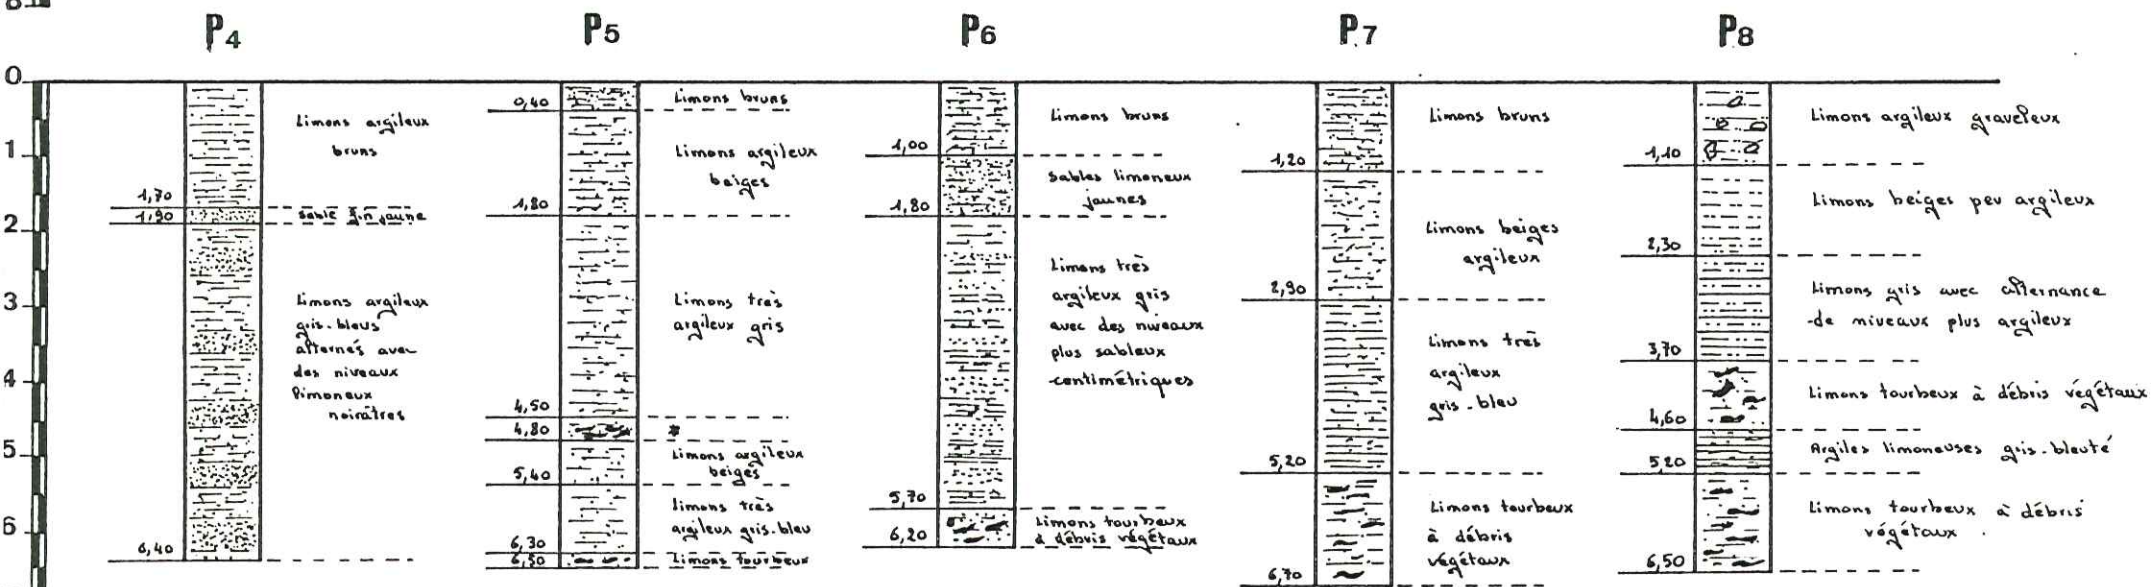 8
P4 P5 P6 P7 P8
0
1
2
3
4
5
6
Limons argileux
bruns
1,70
1,90
sable fin jaune
Limons argileux
gris-bleus
alternés avec
des niveaux
limoneux
noirâtres
6,40
0,40
Limons bruns
Limons argileux
beiges
1,80
Limons très
argileux gris
4,50
4,80
*
Limons argileux
beiges
5,40
Limons très
argileux gris-bleu
6,30
6,50
Limons tourbeux
Limons bruns
1,00
Sables limoneux
jaunes
1,80
Limons très
argileux gris
avec des niveaux
plus sableux
centimétriques
5,70
6,20
Limons tourbeux
à débris végétaux
Limons bruns
1,20
Limons beiges
argileux
2,90
Limons très
argileux
gris-bleu
5,20
Limons tourbeux
à débris
végétaux
6,70
Limons argileux graveleux
1,10
Limons beiges peu argileux
2,30
Limons gris avec alternance
de niveaux plus argileux
3,70
Limons tourbeux à débris végétaux
4,60
Argiles limoneuses gris-bleuté
5,20
Limons tourbeux à débris
végétaux
6,50